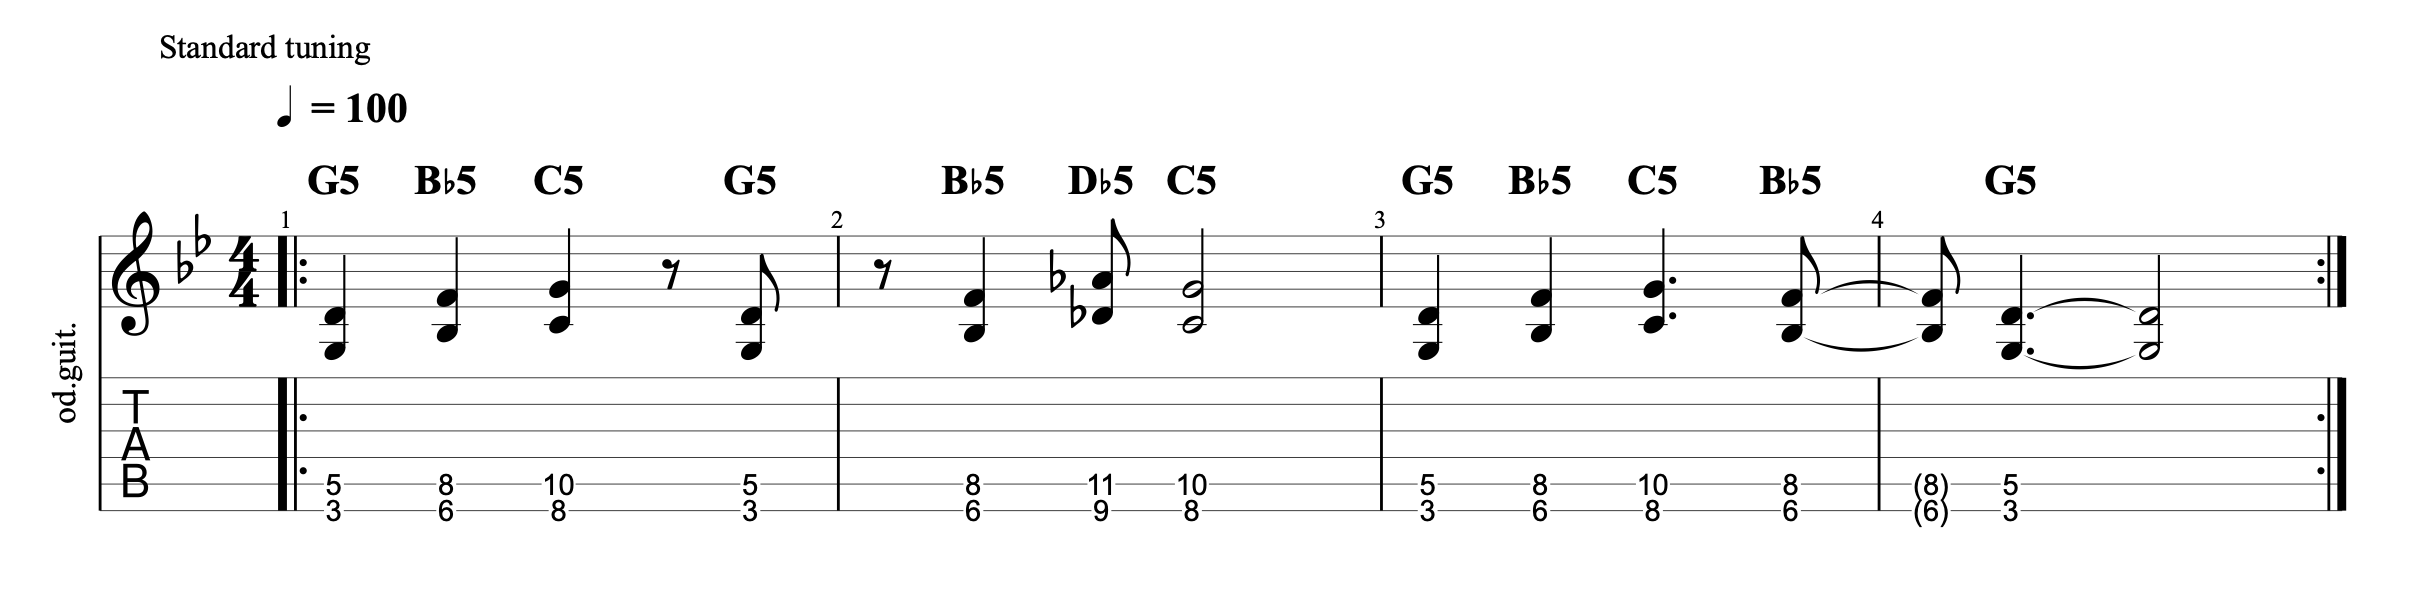 Standard tuning
♩ = 100
G5 B♭5 C5 G5 B♭5 D♭5 C5 G5 B♭5 C5 B♭5 G5
1 2 3 4
4
4
od.guit.
T
A
B
5 8 10 5 8 11 10 5 8 10 8 (8) 5
3 6 8 3 6 9 8 3 6 8 6 (6) 3